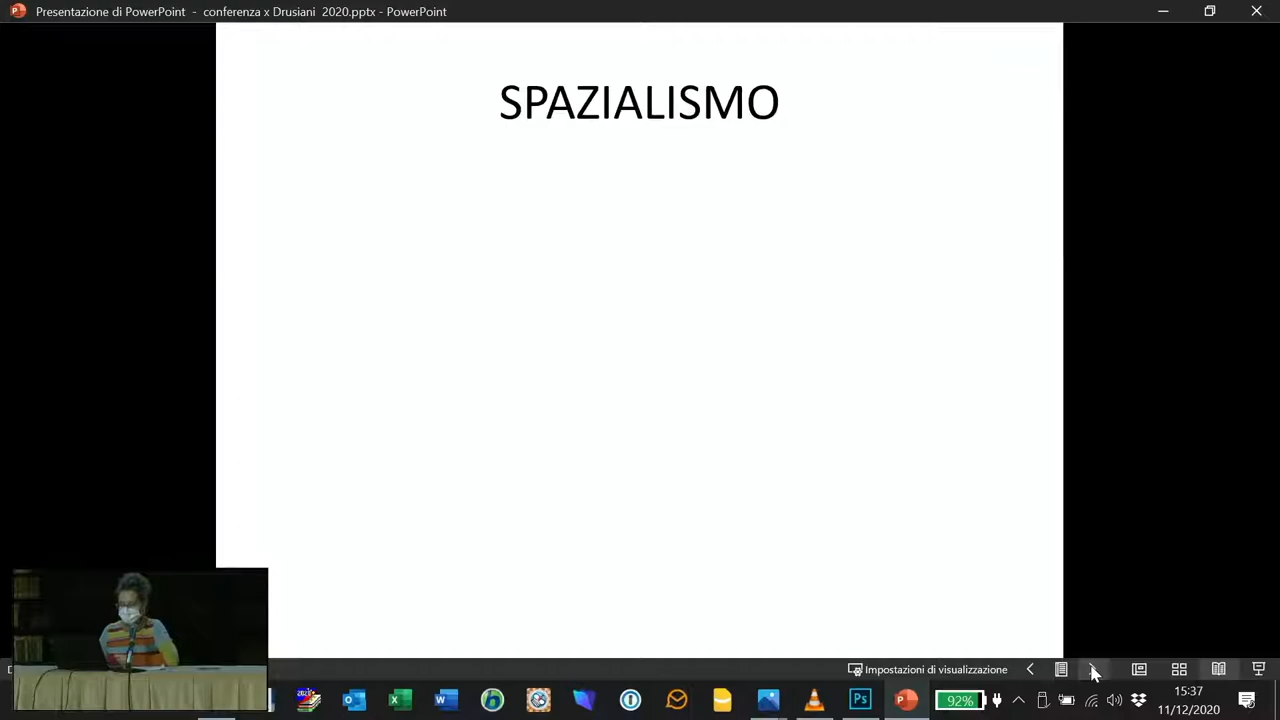 Presentazione di PowerPoint - conferenza x Drusiani 2020.pptx - PowerPoint
SPAZIALISMO
Impostazioni di visualizzazione
92%
15:37
11/12/2020